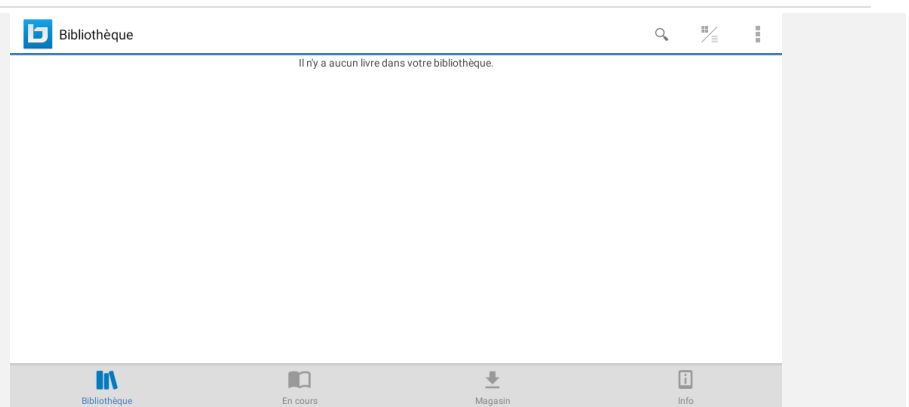 Bibliothèque
Il n'y a aucun livre dans votre bibliothèque.
Bibliothèque
En cours
Magasin
Info